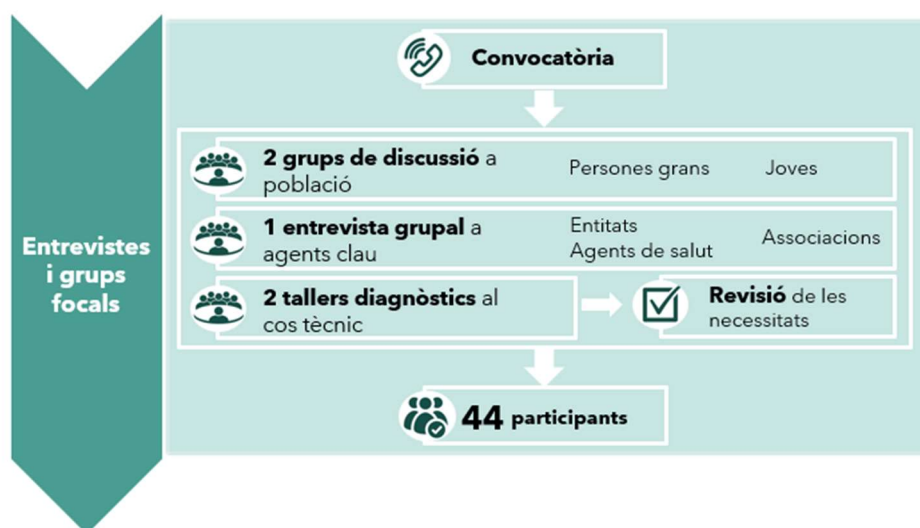 Convocatòria
Entrevistes
i grups
focals
2 grups de discussió a
població
Persones grans
Joves
1 entrevista grupal a
agents clau
Entitats
Agents de salut
Associacions
2 tallers diagnòstics al
cos tècnic
Revisió de les
necessitats
44 participants